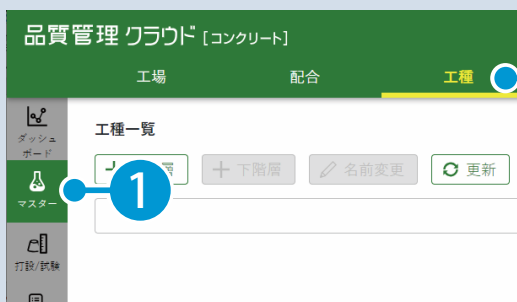 品質管理 クラウド [コンクリート]
工場 配合 工種
ダッシュ
ボード
工種一覧
下階層 名前変更 更新
マスター
1
打設/試験